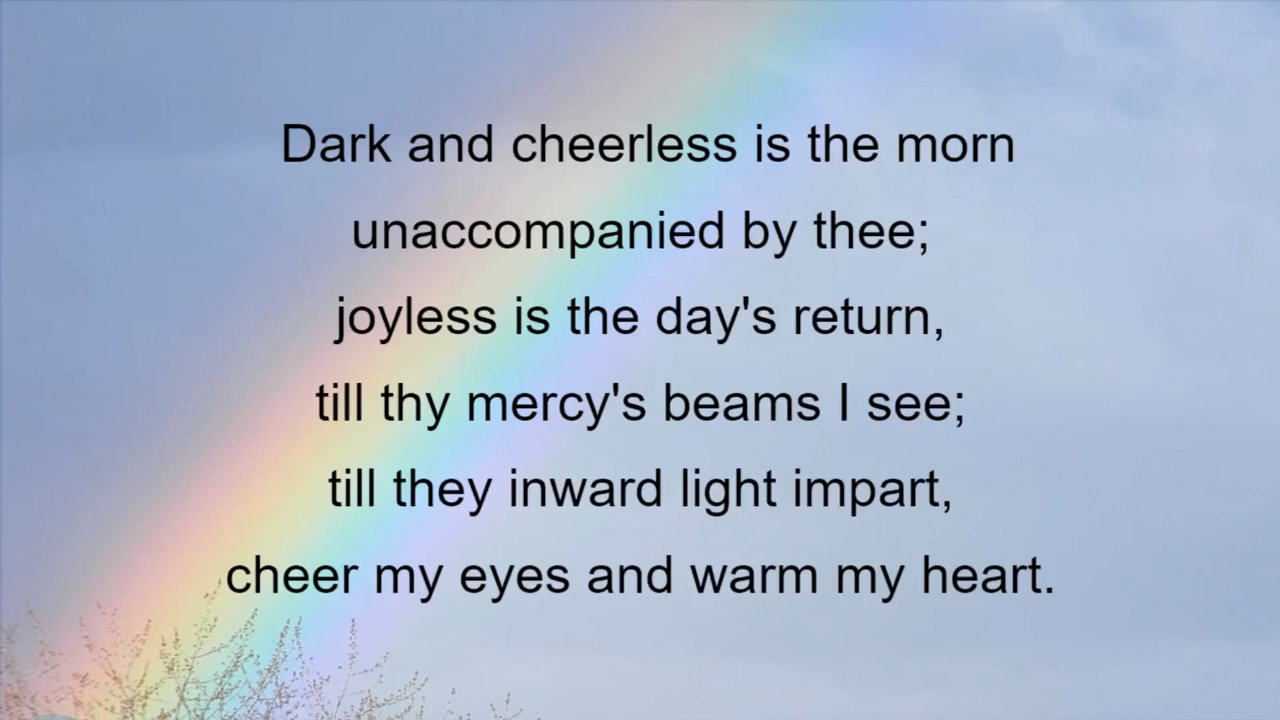 Dark and cheerless is the morn
unaccompanied by thee;
joyless is the day's return,
till thy mercy's beams I see;
till they inward light impart,
cheer my eyes and warm my heart.